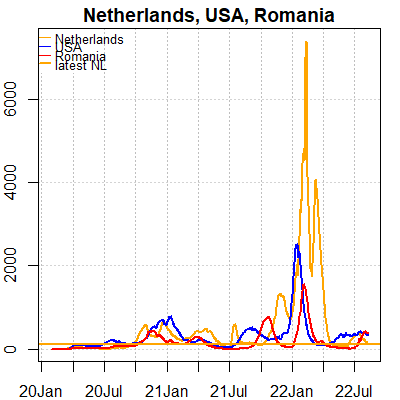 Netherlands, USA, Romania
Netherlands
USA
Romania
latest NL
6000
4000
2000
0
20Jan 20Jul 21Jan 21Jul 22Jan 22Jul